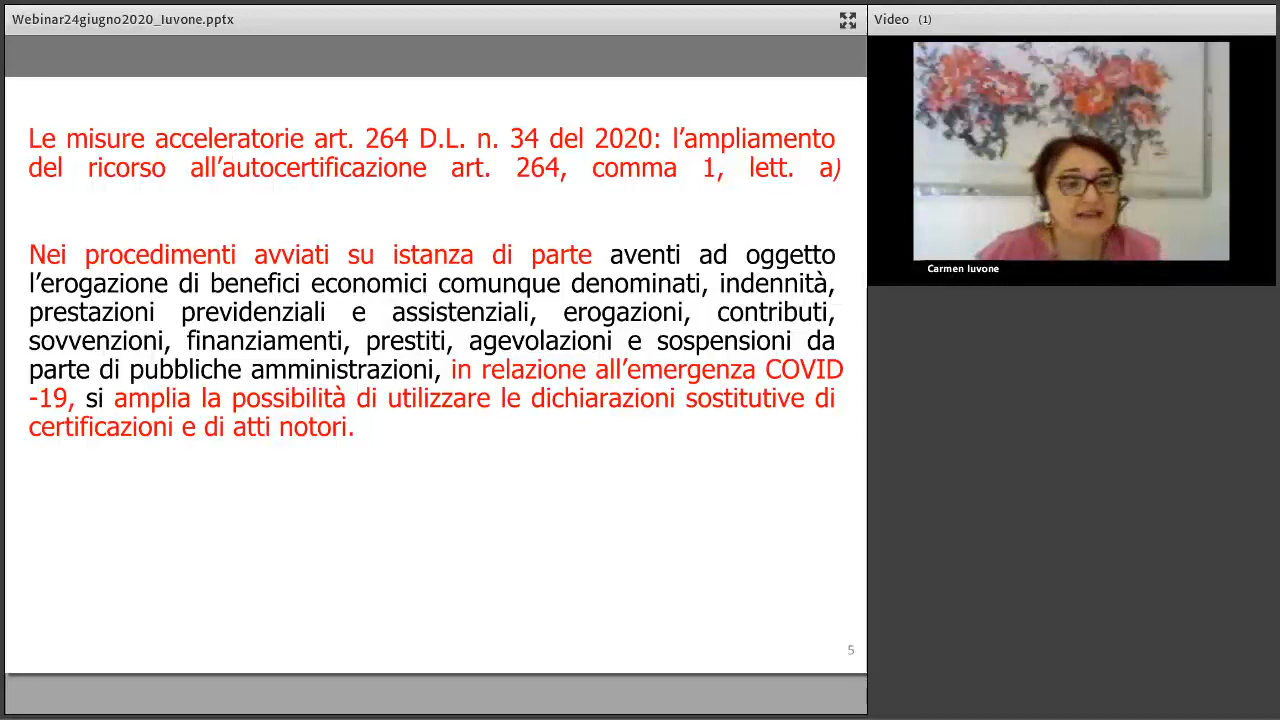 Webinar24giugno2020_Iuvone.pptx
Video (1)
Carmen Iuvone
Le misure acceleratorie art. 264 D.L. n. 34 del 2020: l’ampliamento
del ricorso all’autocertificazione art. 264, comma 1, lett. a)
Nei procedimenti avviati su istanza di parte aventi ad oggetto
l’erogazione di benefici economici comunque denominati, indennità,
prestazioni previdenziali e assistenziali, erogazioni, contributi,
sovvenzioni, finanziamenti, prestiti, agevolazioni e sospensioni da
parte di pubbliche amministrazioni, in relazione all’emergenza COVID
-19, si amplia la possibilità di utilizzare le dichiarazioni sostitutive di
certificazioni e di atti notori.
5